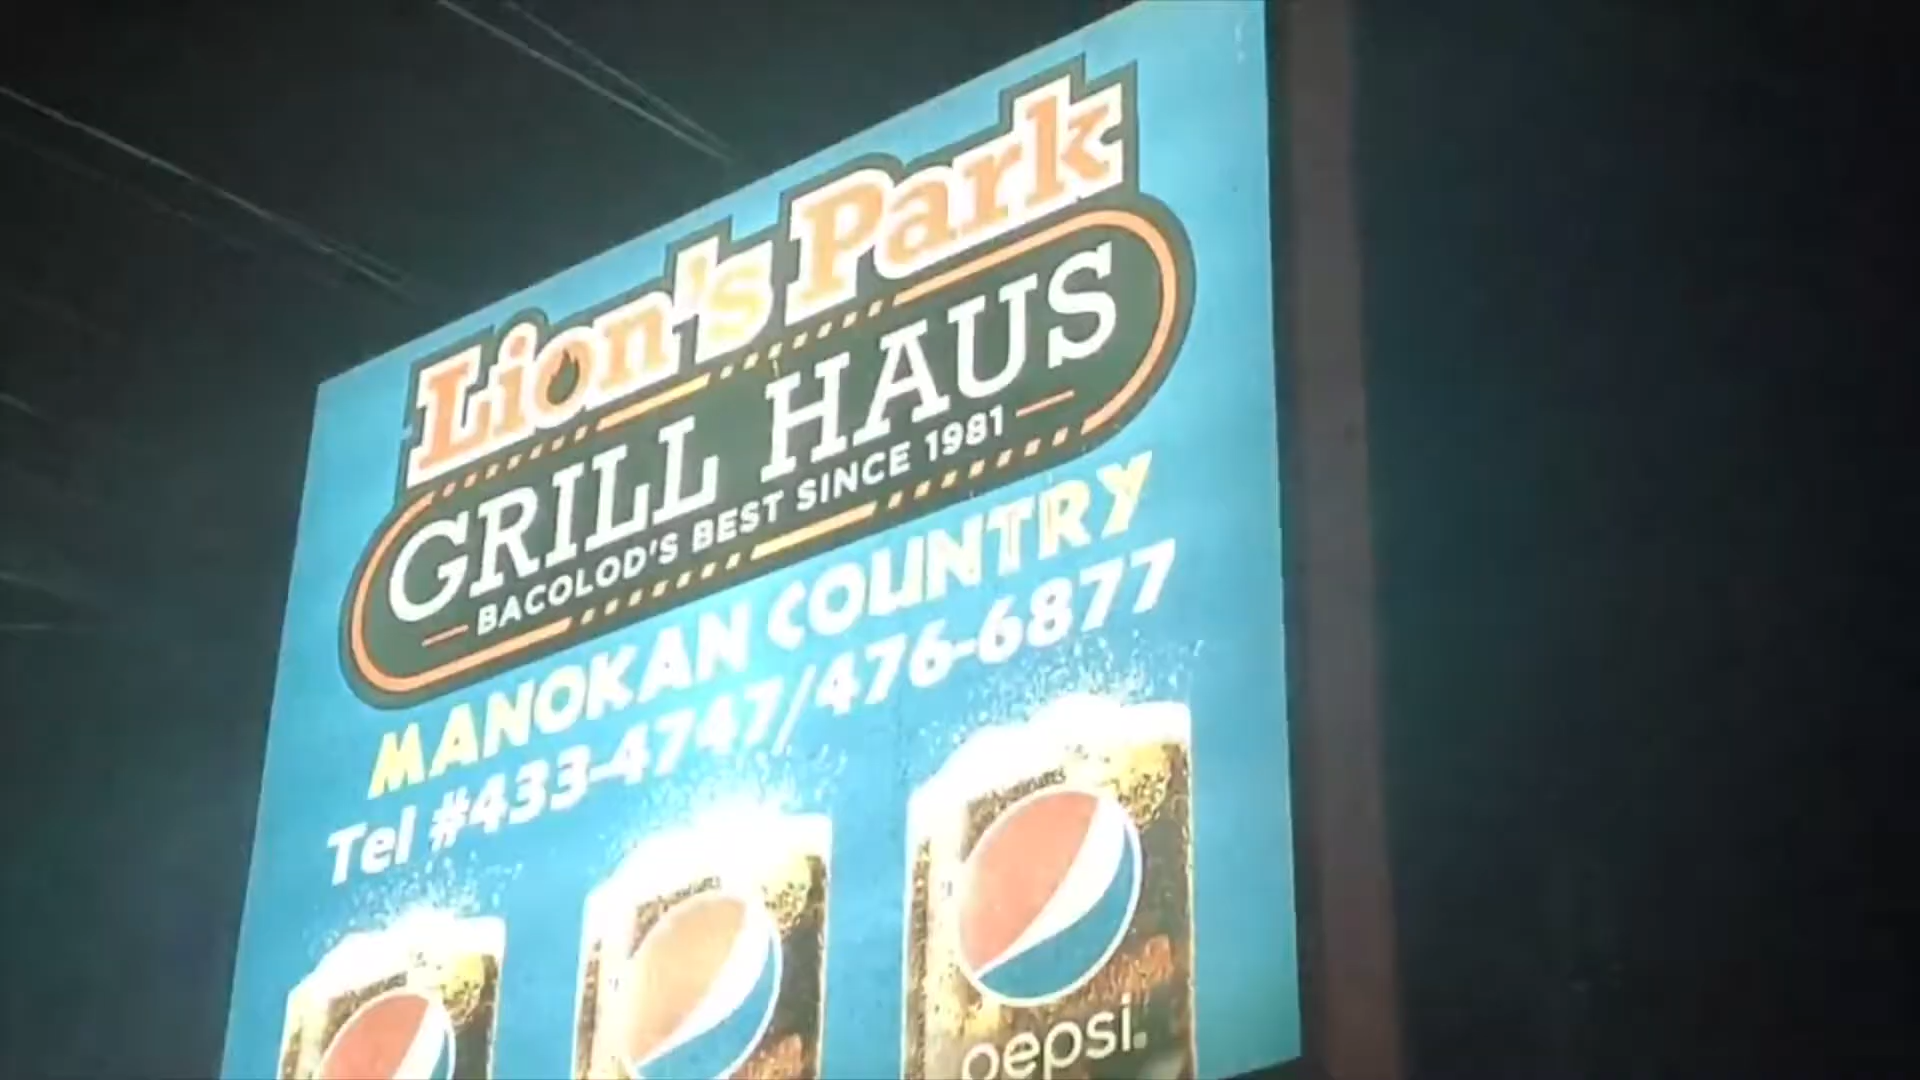 Lion's Park
GRILL HAUS
BACOLOD'S BEST SINCE 1981
MANOKAN COUNTRY
Tel #433-4747/476-6877
pepsi